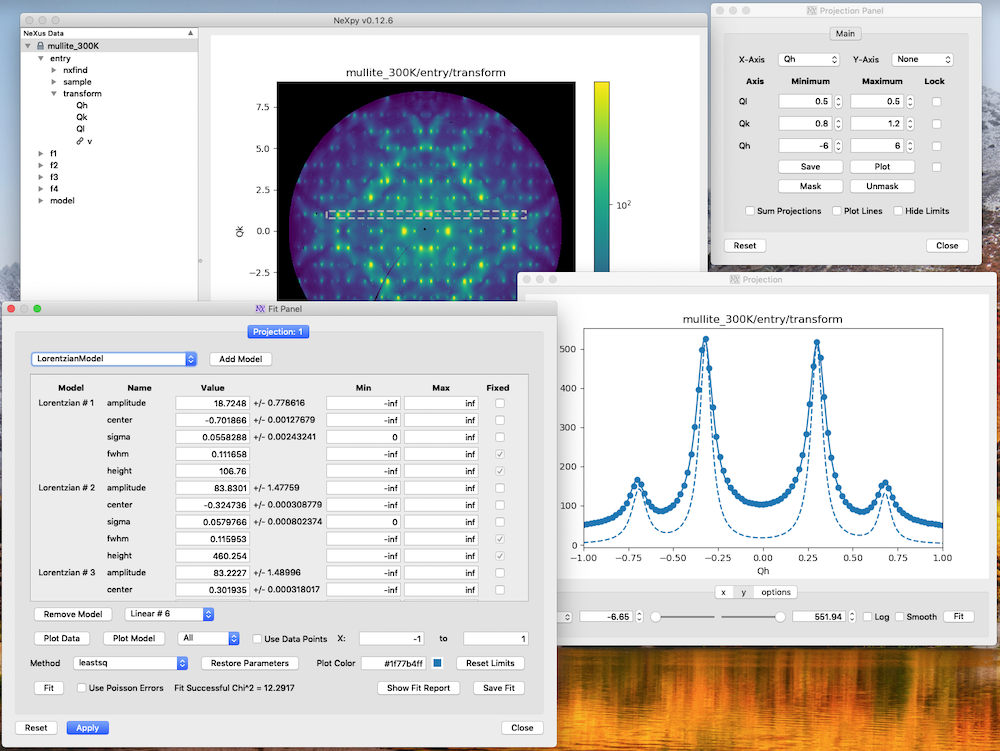 NeXpy v0.12.6
NeXus Data
mullite_300K
entry
nxfind
sample
transform
Qh
Qk
Ql
v
f1
f2
f3
f4
model
mullite_300K/entry/transform
7.5
5.0
2.5
0.0
−2.5
Qk
10²
Projection Panel
Main
X-Axis Qh Y-Axis None
Axis Minimum Maximum Lock
Ql 0.5 0.5
Qk 0.8 1.2
Qh -6 6
Save Plot
Mask Unmask
Sum Projections Plot Lines Hide Limits
Reset Close
Projection
mullite_300K/entry/transform
500
400
300
200
100
0
−1.00 −0.75 −0.50 −0.25 0.00 0.25 0.50 0.75 1.00
Qh
x y options
-6.65 551.94 Log Smooth Fit
Fit Panel
Projection: 1
LorentzianModel Add Model
Model Name Value Min Max Fixed
Lorentzian # 1 amplitude 18.7248 +/- 0.778616 -inf inf
center -0.701866 +/- 0.00127679 -inf inf
sigma 0.0558288 +/- 0.00243241 0 inf
fwhm 0.111658 -inf inf
height 106.76 -inf inf
Lorentzian # 2 amplitude 83.8301 +/- 1.47759 -inf inf
center -0.324736 +/- 0.000308779 -inf inf
sigma 0.0579766 +/- 0.000802374 0 inf
fwhm 0.115953 -inf inf
height 460.254 -inf inf
Lorentzian # 3 amplitude 83.2227 +/- 1.48996 -inf inf
center 0.301935 +/- 0.000318017 -inf inf
Remove Model Linear # 6
Plot Data Plot Model All Use Data Points X: -1 to 1
Method leastsq Restore Parameters Plot Color #1f77b4ff Reset Limits
Fit Use Poisson Errors Fit Successful Chi^2 = 12.2917 Show Fit Report Save Fit
Reset Apply Close